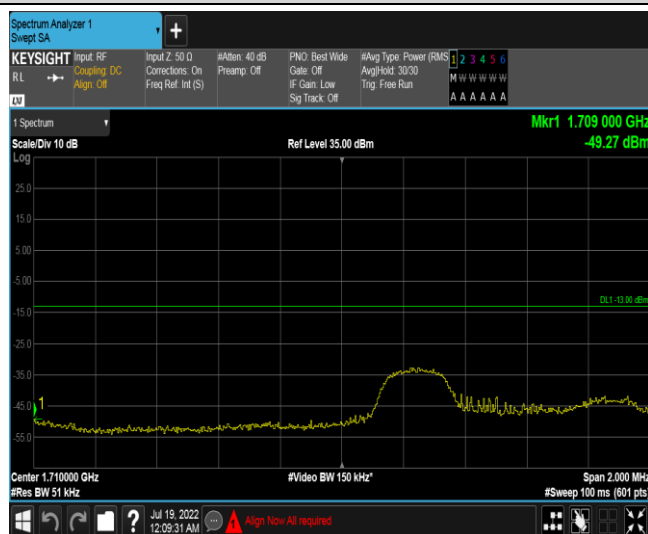 Spectrum Analyzer 1
Swept SA
+
KEYSIGHT
RL
LXI
Input: RF
Coupling: DC
Align: Off
Input Z: 50 Ω
Corrections: On
Freq Ref: Int (S)
#Atten: 40 dB
Preamp: Off
PNO: Best Wide
Gate: Off
IF Gain: Low
Sig Track: Off
#Avg Type: Power (RMS
Avg|Hold: 30/30
Trig: Free Run
1 2 3 4 5 6
M W W W W W
A A A A A A
1 Spectrum
Scale/Div 10 dB
Ref Level 35.00 dBm
Mkr1 1.709 000 GHz
-49.27 dBm
Log
25.0
15.0
5.00
-5.00
DL1 -13.00 dBm
-15.0
-25.0
-35.0
-45.0
1
-55.0
Center 1.710000 GHz
#Res BW 51 kHz
#Video BW 150 kHz*
Span 2.000 MHz
#Sweep 100 ms (601 pts)
?
Jul 19, 2022
12:09:31 AM
Align Now All required